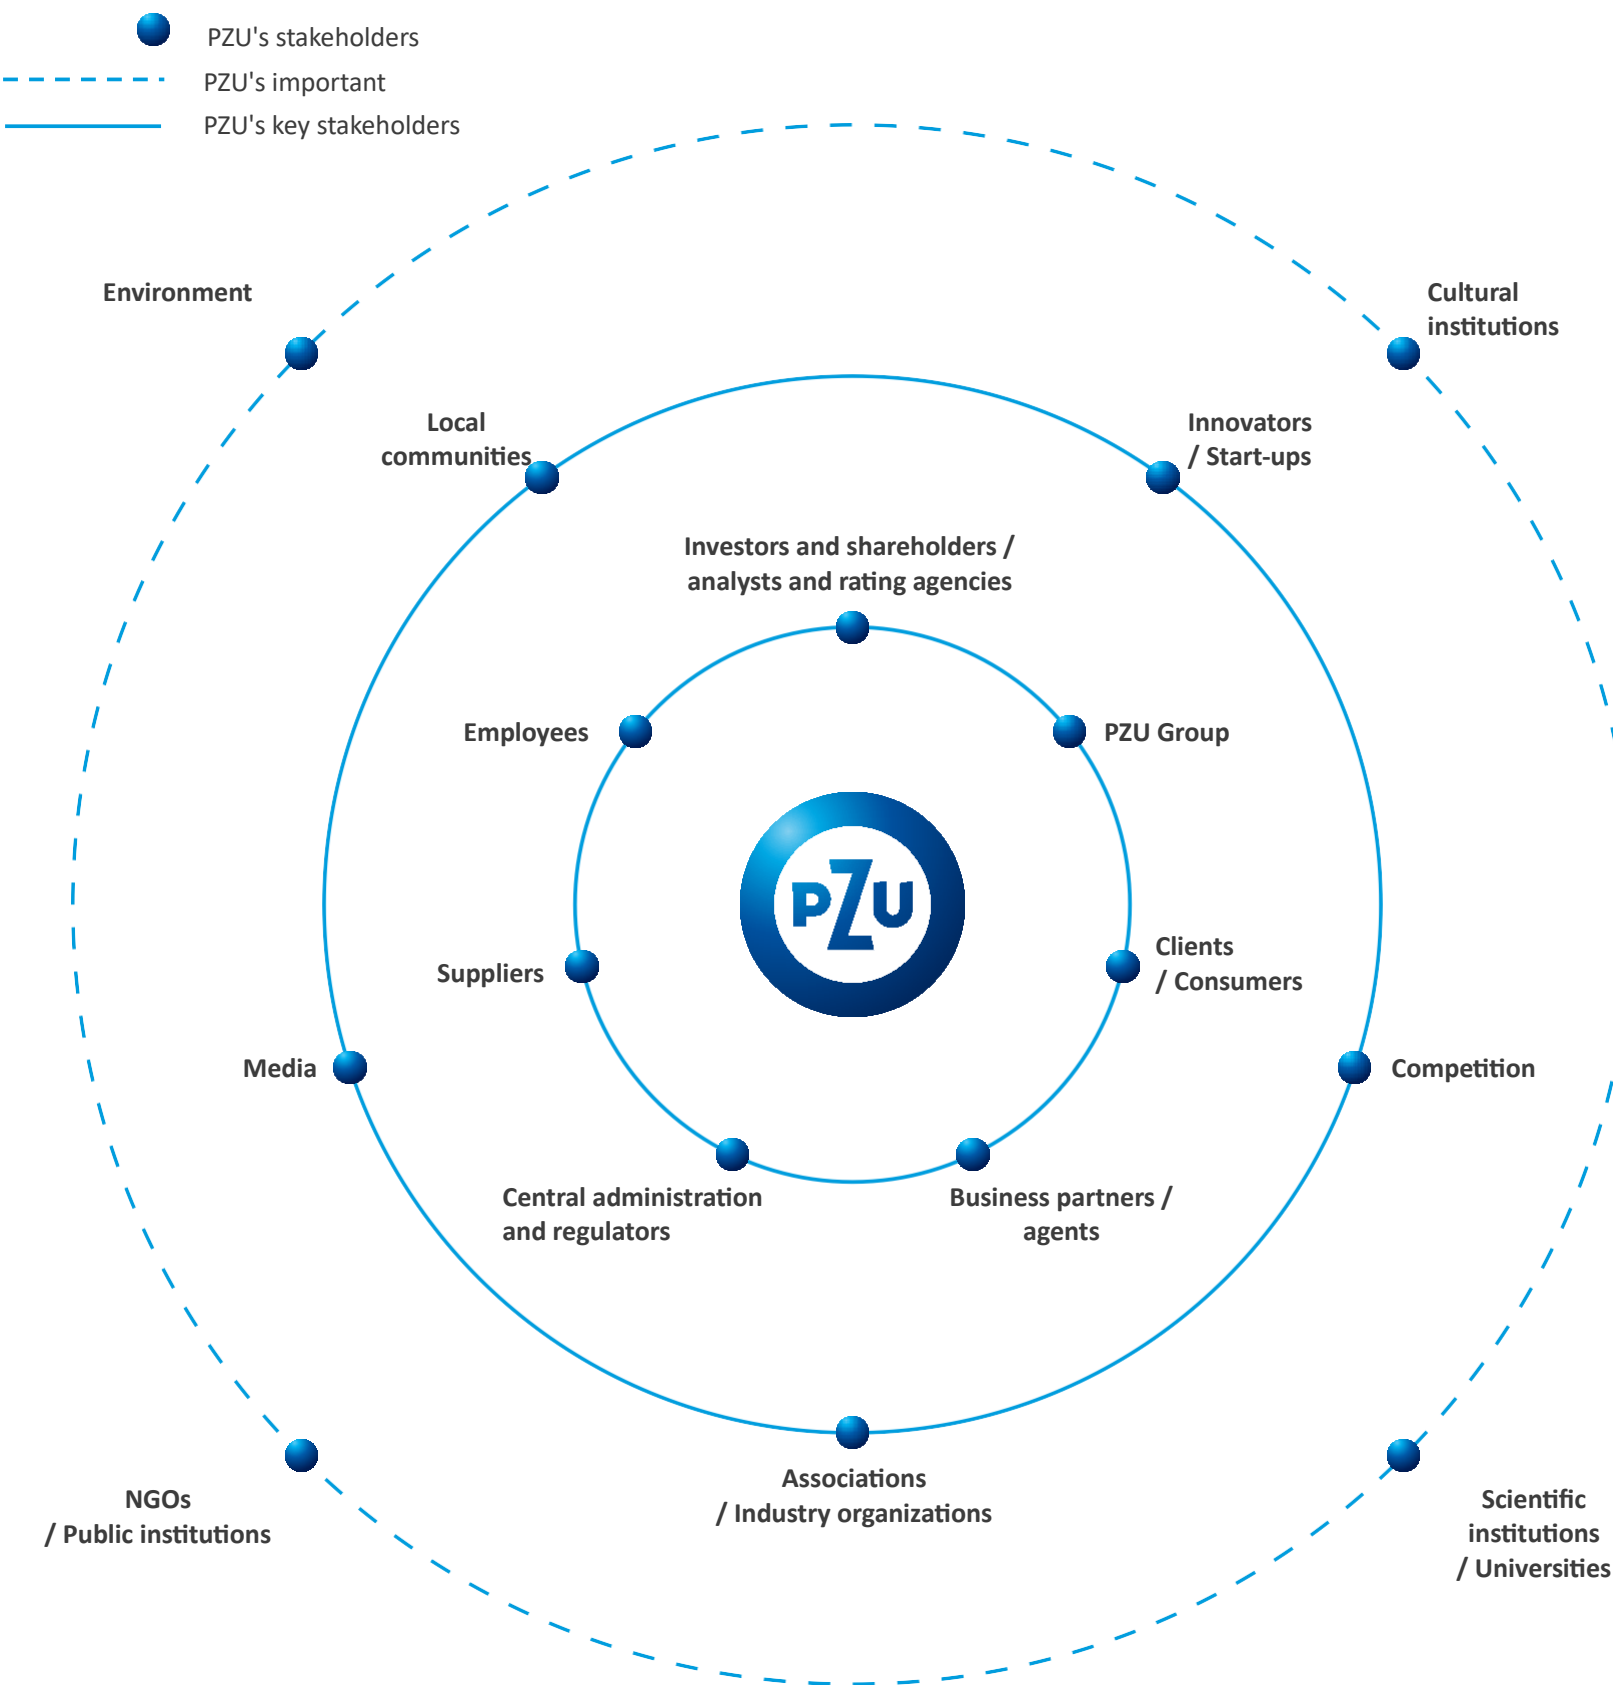 PZU's stakeholders
PZU's important
PZU's key stakeholders
Environment
Cultural
institutions
Local
communities
Innovators
/ Start-ups
Investors and shareholders /
analysts and rating agencies
Employees
PZU Group
PZU
Suppliers
Clients
/ Consumers
Media
Competition
Central administration
and regulators
Business partners /
agents
Associations
/ Industry organizations
NGOs
/ Public institutions
Scientific
institutions
/ Universities